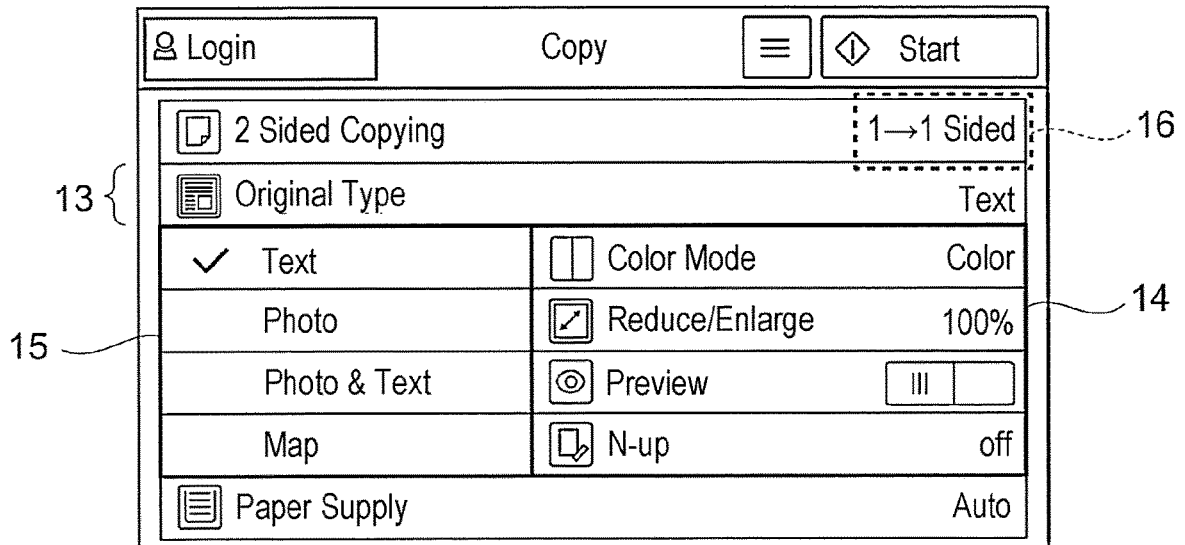 Login Copy Start
2 Sided Copying 1→1 Sided 16
13 Original Type Text
Text Color Mode Color
Photo Reduce/Enlarge 100% 14
15
Photo & Text Preview
Map N-up off
Paper Supply Auto